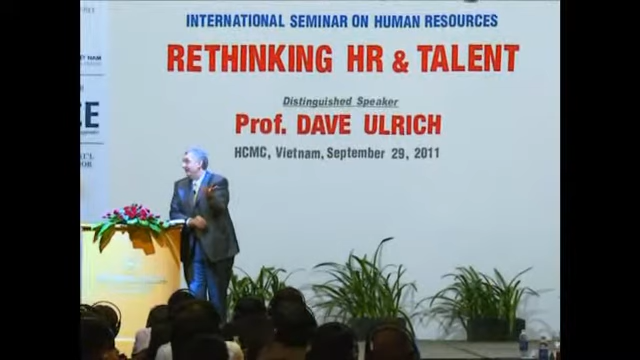 INTERNATIONAL SEMINAR ON HUMAN RESOURCES
RETHINKING HR & TALENT
Distinguished Speaker
Prof. DAVE ULRICH
HCMC, Vietnam, September 29, 2011